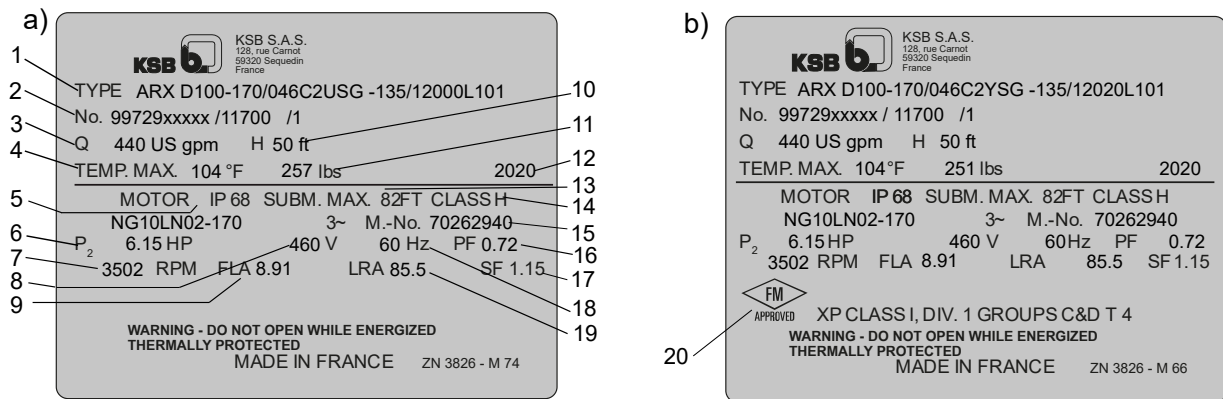 a)
KSB b.
KSB S.A.S.
128, rue Carnot
59320 Sequedin
France
1
TYPE ARX D100-170/046C2USG -135/12000L101
2
No. 99729xxxxx /11700 /1
10
3
Q 440 US gpm H 50 ft
11
4
TEMP. MAX. 104 °F 257 lbs 2020
12
13
5
MOTOR IP 68 SUBM. MAX. 82FT CLASS H
14
NG10LN02-170 3~ M.-No. 70262940
15
6
P2 6.15 HP 460 V 60 Hz PF 0.72
16
7
3502 RPM FLA 8.91 LRA 85.5 SF 1.15
17
8
9
18
19
WARNING - DO NOT OPEN WHILE ENERGIZED
THERMALLY PROTECTED
MADE IN FRANCE ZN 3826 - M 74
b)
KSB b.
KSB S.A.S.
128, rue Carnot
59320 Sequedin
France
TYPE ARX D100-170/046C2YSG -135/12020L101
No. 99729xxxxx / 11700 /1
Q 440 US gpm H 50 ft
TEMP. MAX. 104 °F 251 lbs 2020
MOTOR IP 68 SUBM. MAX. 82FT CLASS H
NG10LN02-170 3~ M.-No. 70262940
P2 6.15 HP 460 V 60Hz PF 0.72
3502 RPM FLA 8.91 LRA 85.5 SF 1.15
FM
APPROVED
XP CLASS I, DIV. 1 GROUPS C&D T 4
20
WARNING - DO NOT OPEN WHILE ENERGIZED
THERMALLY PROTECTED
MADE IN FRANCE ZN 3826 - M 66